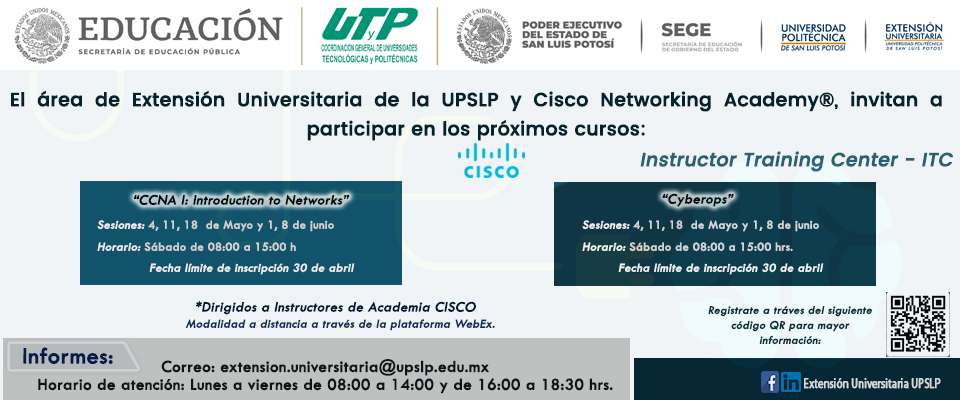 EDUCACIÓN
SECRETARÍA DE EDUCACIÓN PÚBLICA
UTyP
COORDINACIÓN GENERAL DE UNIVERSIDADES
TECNOLÓGICAS y POLITÉCNICAS
PODER EJECUTIVO
DEL ESTADO DE
SAN LUIS POTOSÍ
SEGE
SECRETARÍA DE EDUCACIÓN
DE GOBIERNO DEL ESTADO
UNIVERSIDAD
POLITÉCNICA
DE SAN LUIS POTOSÍ
EXTENSIÓN
UNIVERSITARIA
UNIVERSIDAD POLITÉCNICA
DE SAN LUIS POTOSÍ
El área de Extensión Universitaria de la UPSLP y Cisco Networking Academy®, invitan a
participar en los próximos cursos:
CISCO
Instructor Training Center - ITC
"CCNA I: Introduction to Networks"
Sesiones: 4, 11, 18 de Mayo y 1, 8 de junio
Horario: Sábado de 08:00 a 15:00 h
Fecha límite de inscripción 30 de abril
"Cyberops"
Sesiones: 4, 11, 18 de Mayo y 1, 8 de junio
Horario: Sábado de 08:00 a 15:00 hrs.
Fecha límite de inscripción 30 de abril
*Dirigidos a Instructores de Academia CISCO
Modalidad a distancia a través de la plataforma WebEx.
Registrate a tráves del siguiente
código QR para mayor
información:
Informes:
Correo: extension.universitaria@upslp.edu.mx
Horario de atención: Lunes a viernes de 08:00 a 14:00 y de 16:00 a 18:30 hrs.
f in Extensión Universitaria UPSLP